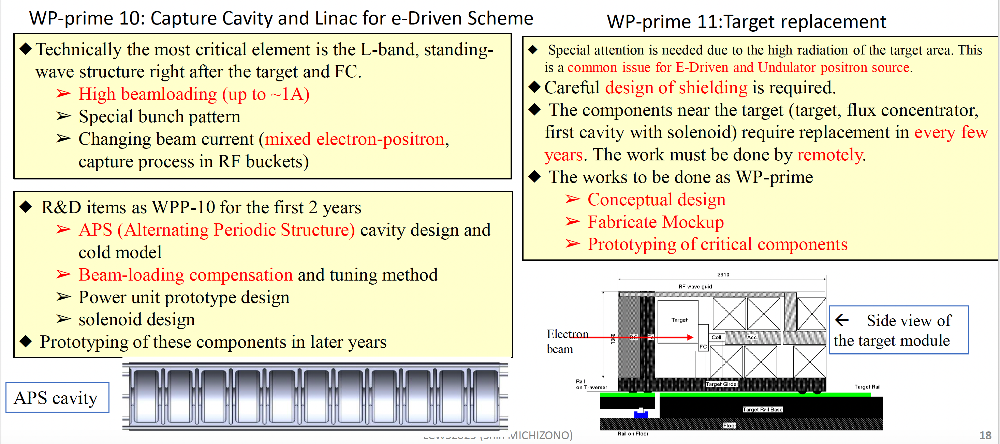 WP-prime 10: Capture Cavity and Linac for e-Driven Scheme
◆ Technically the most critical element is the L-band, standing-
wave structure right after the target and FC.
➢ High beamloading (up to ~1A)
➢ Special bunch pattern
➢ Changing beam current (mixed electron-positron,
capture process in RF buckets)
◆ R&D items as WPP-10 for the first 2 years
➢ APS (Alternating Periodic Structure) cavity design and
cold model
➢ Beam-loading compensation and tuning method
➢ Power unit prototype design
➢ solenoid design
◆ Prototyping of these components in later years
APS cavity
WP-prime 11:Target replacement
◆ Special attention is needed due to the high radiation of the target area. This
is a common issue for E-Driven and Undulator positron source.
◆ Careful design of shielding is required.
◆ The components near the target (target, flux concentrator,
first cavity with solenoid) require replacement in every few
years. The work must be done by remotely.
◆ The works to be done as WP-prime
➢ Conceptual design
➢ Fabricate Mockup
➢ Prototyping of critical components
2910
RF wave guid
Target
Electron
beam
FC
Coll.
Acc.
← Side view of
the target module
Rail
on Traverser
Target Girder
Target Rail
Target Rail Base
Floor
Rail on Floor
MICHIZONO)
18